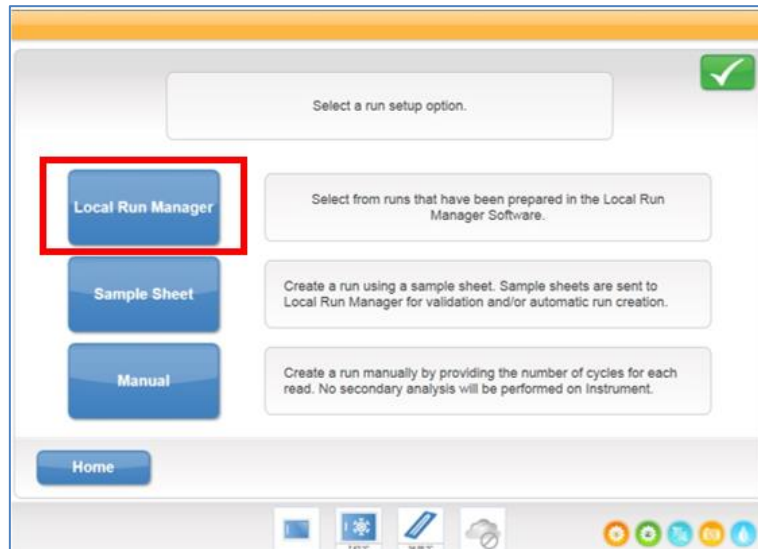 Select a run setup option.
Local Run Manager
Select from runs that have been prepared in the Local Run
Manager Software.
Sample Sheet
Create a run using a sample sheet. Sample sheets are sent to
Local Run Manager for validation and/or automatic run creation.
Manual
Create a run manually by providing the number of cycles for each
read. No secondary analysis will be performed on Instrument.
Home